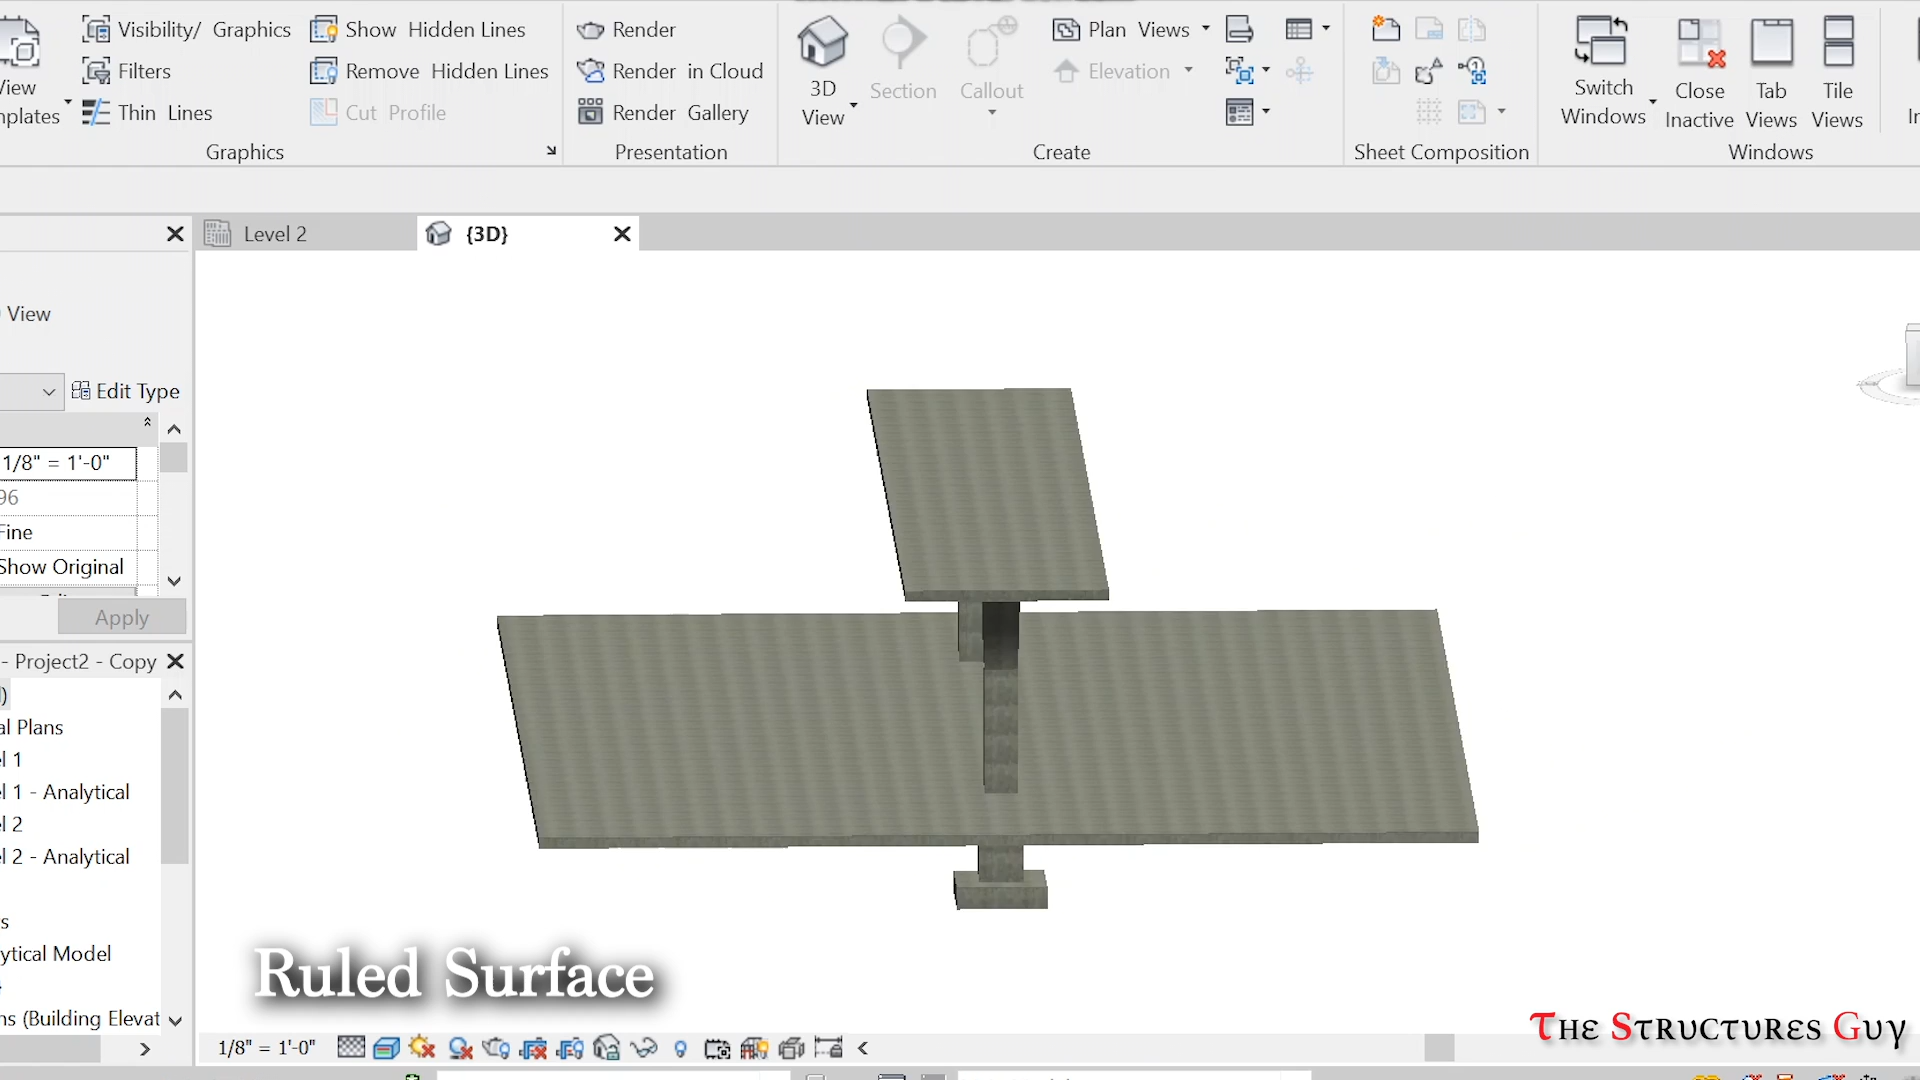 Visibility/ Graphics
Show Hidden Lines
Render
Plan Views
Filters
Remove Hidden Lines
Render in Cloud
Elevation
View
Thin Lines
Cut Profile
Render Gallery
3D
View
Section
Callout
Switch
Windows
Close
Inactive
Tab
Views
Tile
Views
Graphics
Presentation
Create
Sheet Composition
Windows
Level 2
{3D}
View
Edit Type
1/8" = 1'-0"
96
Fine
Show Original
Apply
- Project2 - Copy
al Plans
el 1
el 1 - Analytical
el 2
el 2 - Analytical
ytical Model
ns (Building Elevat
Ruled Surface
The Structures Guy
1/8" = 1'-0"